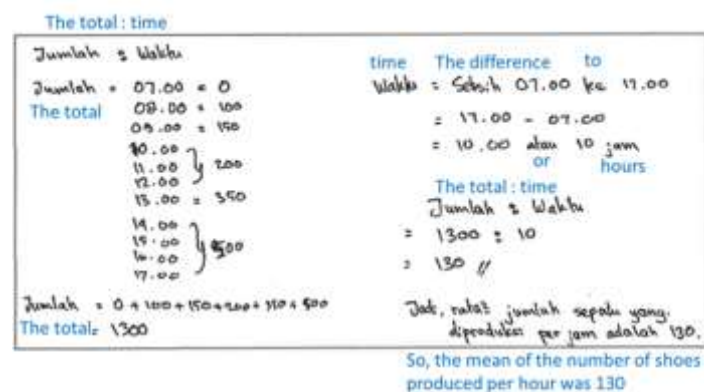 The total : time
Jumlah : Waktu
Jumlah = 07.00 = 0
The total
08.00 = 100
09.00 = 150
10.00
11.00
12.00
200
13.00 = 350
14.00
15.00
16.00
17.00
500
Jumlah = 0 + 100 + 150 + 200 + 350 + 500
The total= 1300
time The difference to
Waktu = Selisih 07.00 ke 17.00
= 17.00 - 07.00
= 10.00 atau 10 jam
or hours
The total : time
Jumlah : Waktu
= 1300 : 10
= 130 //
Jadi, rata2 jumlah sepatu yang
diproduksi per jam adalah 130.
So, the mean of the number of shoes
produced per hour was 130